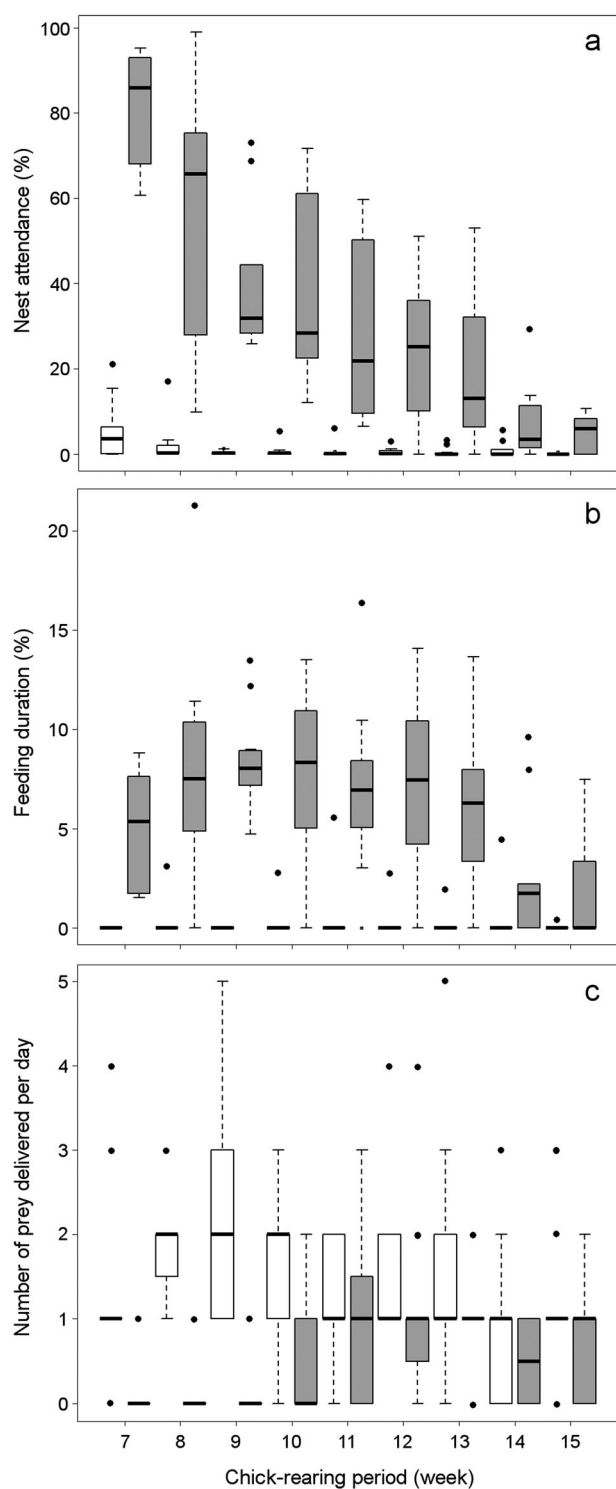 a
Nest attendance (%)
100
80
60
40
20
0
b
Feeding duration (%)
20
15
10
5
0
c
Number of prey delivered per day
5
4
3
2
1
0
7 8 9 10 11 12 13 14 15
Chick-rearing period (week)